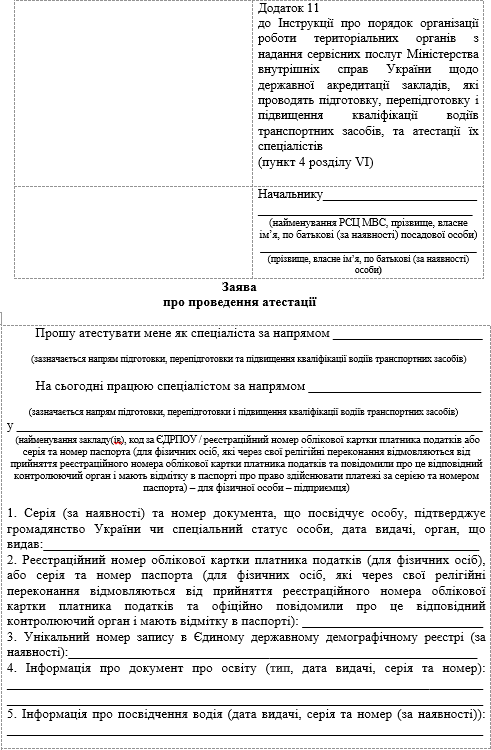 Додаток 11
до Інструкції про порядок організації
роботи територіальних органів з
надання сервісних послуг Міністерства
внутрішніх справ України щодо
державної акредитації закладів, які
проводять підготовку, перепідготовку і
підвищення кваліфікації водіїв
транспортних засобів, та атестації їх
спеціалістів
(пункт 4 розділу VI)
Начальнику____________________________
____________________________________
(найменування РСЦ МВС, прізвище, власне
ім’я, по батькові (за наявності) посадової особи)
____________________________________
(прізвище, власне ім’я, по батькові (за наявності)
особи)
Заява
про проведення атестації
Прошу атестувати мене як спеціаліста за напрямом ________________________
(зазначається напрям підготовки, перепідготовки та підвищення кваліфікації водіїв транспортних засобів)
На сьогодні працюю спеціалістом за напрямом ____________________________
(зазначається напрям підготовки, перепідготовки і підвищення кваліфікації водіїв транспортних засобів)
у ______________________________________________________________________
(найменування закладу(ів), код за ЄДРПОУ / реєстраційний номер облікової картки платника податків або
серія та номер паспорта (для фізичних осіб, які через свої релігійні переконання відмовляються від
прийняття реєстраційного номера облікової картки платника податків та повідомили про це відповідний
контролюючий орган і мають відмітку в паспорті про право здійснювати платежі за серією та номером
паспорта) – для фізичної особи – підприємця)
1. Серія (за наявності) та номер документа, що посвідчує особу, підтверджує
громадянство України чи спеціальний статус особи, дата видачі, орган, що
видав:__________________________________________________________________
2. Реєстраційний номер облікової картки платника податків (для фізичних осіб),
або серія та номер паспорта (для фізичних осіб, які через свої релігійні
переконання відмовляються від прийняття реєстраційного номера облікової
картки платника податків та офіційно повідомили про це відповідний
контролюючий орган і мають відмітку в паспорті): _____________________________
3. Унікальний номер запису в Єдиному державному демографічному реєстрі (за
наявності):______________________________________________________________
4. Інформація про документ про освіту (тип, дата видачі, серія та номер):
________________________________________________________________________
________________________________________________________________________
5. Інформація про посвідчення водія (дата видачі, серія та номер (за наявності)):
________________________________________________________________________